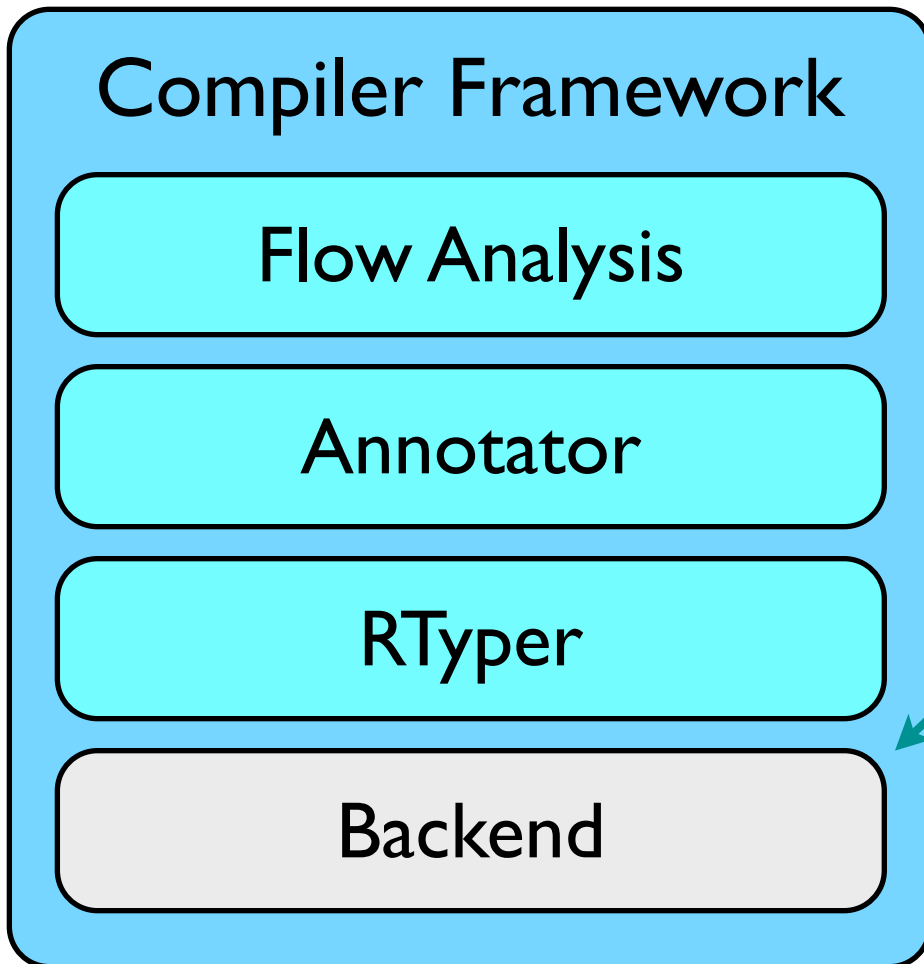 Compiler Framework
Flow Analysis
Annotator
RTyper
Backend